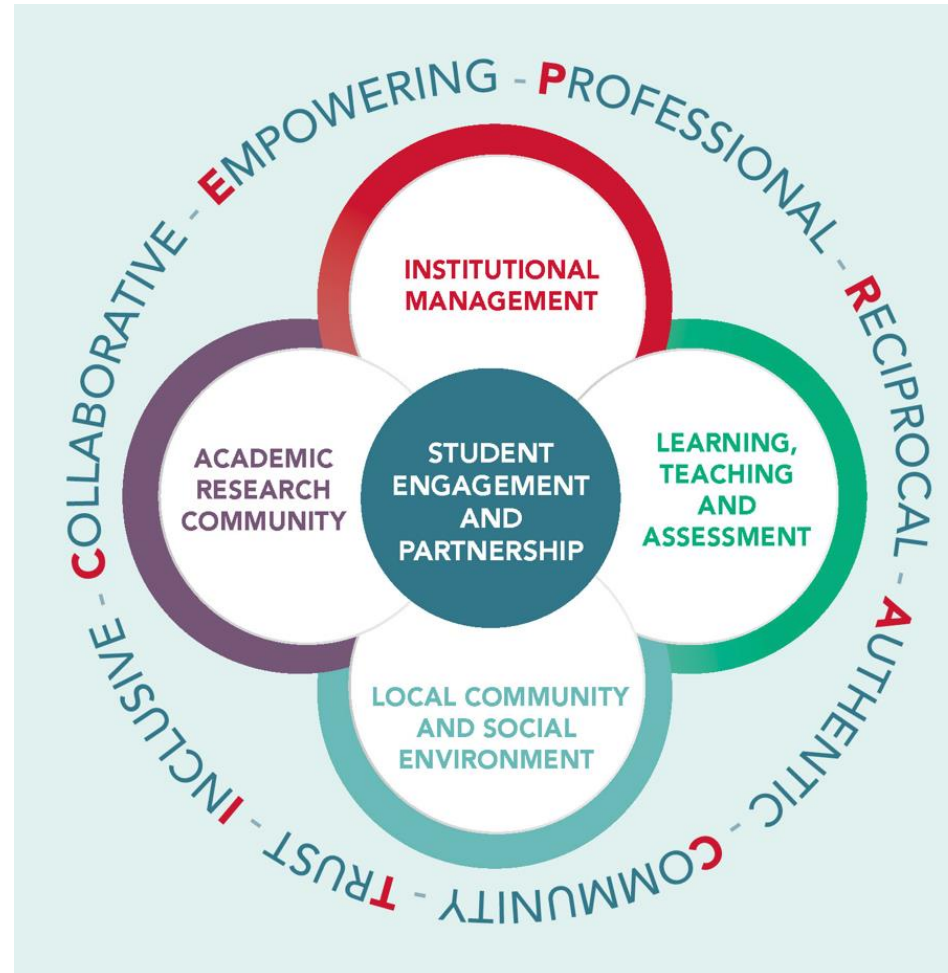 PROFESSIONAL - RECIPROCAL - AUTHENTIC - COMMUNITY - TRUST - INCLUSIVE - COLLABORATIVE - EMPOWERING -
INSTITUTIONAL
MANAGEMENT
ACADEMIC
RESEARCH
COMMUNITY
STUDENT
ENGAGEMENT
AND
PARTNERSHIP
LEARNING,
TEACHING
AND
ASSESSMENT
LOCAL COMMUNITY
AND SOCIAL
ENVIRONMENT